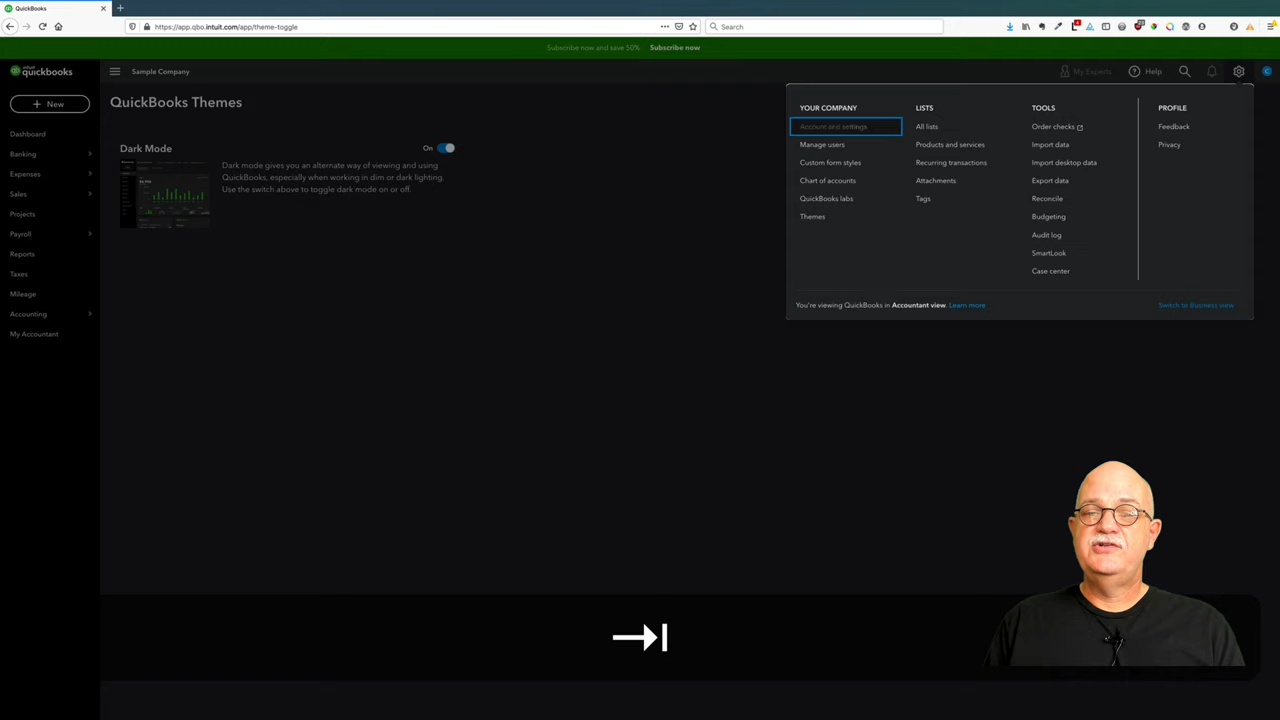 QuickBooks
https://app.qbo.intuit.com/app/theme-toggle
Search
4
Subscribe now and save 50% Subscribe now
intuit
quickbooks
Sample Company
My Experts
Help
C
+ New
Dashboard
Banking
Expenses
Sales
Projects
Payroll
Reports
Taxes
Mileage
Accounting
My Accountant
QuickBooks Themes
Dark Mode
On
Dark mode gives you an alternate way of viewing and using
QuickBooks, especially when working in dim or dark lighting.
Use the switch above to toggle dark mode on or off.
YOUR COMPANY
Account and settings
Manage users
Custom form styles
Chart of accounts
QuickBooks labs
Themes
LISTS
All lists
Products and services
Recurring transactions
Attachments
Tags
TOOLS
Order checks
Import data
Import desktop data
Export data
Reconcile
Budgeting
Audit log
SmartLook
Case center
PROFILE
Feedback
Privacy
You're viewing QuickBooks in Accountant view. Learn more
Switch to Business view